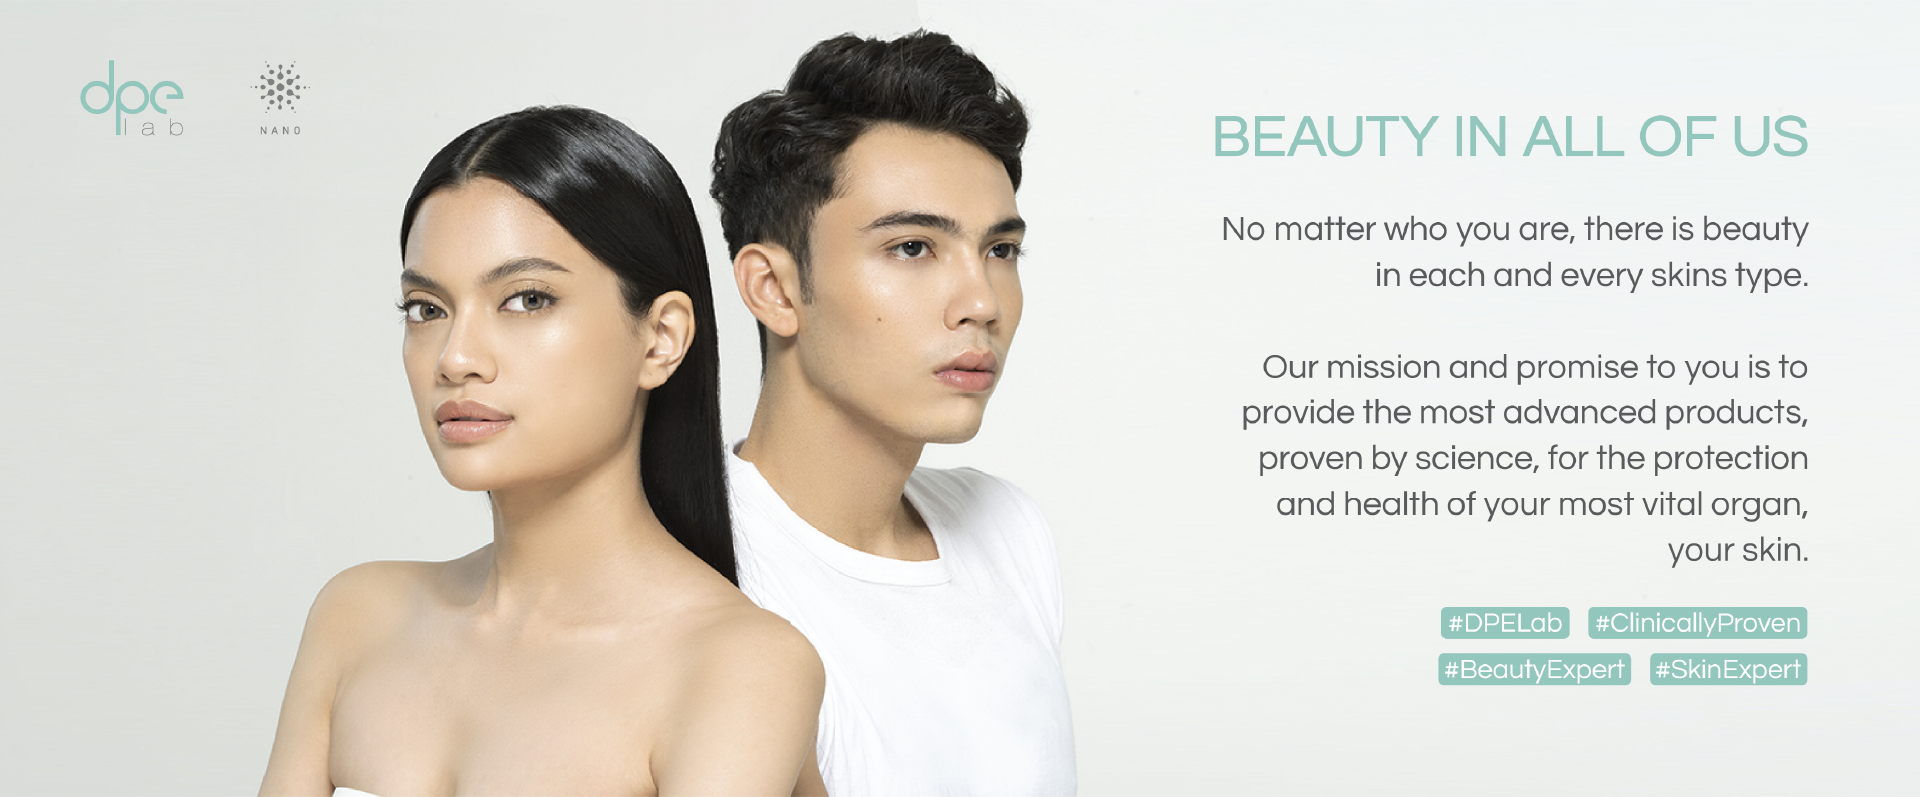 dpe
lab
NANO
BEAUTY IN ALL OF US
No matter who you are, there is beauty
in each and every skins type.
Our mission and promise to you is to
provide the most advanced products,
proven by science, for the protection
and health of your most vital organ,
your skin.
#DPELab #ClinicallyProven
#BeautyExpert #SkinExpert